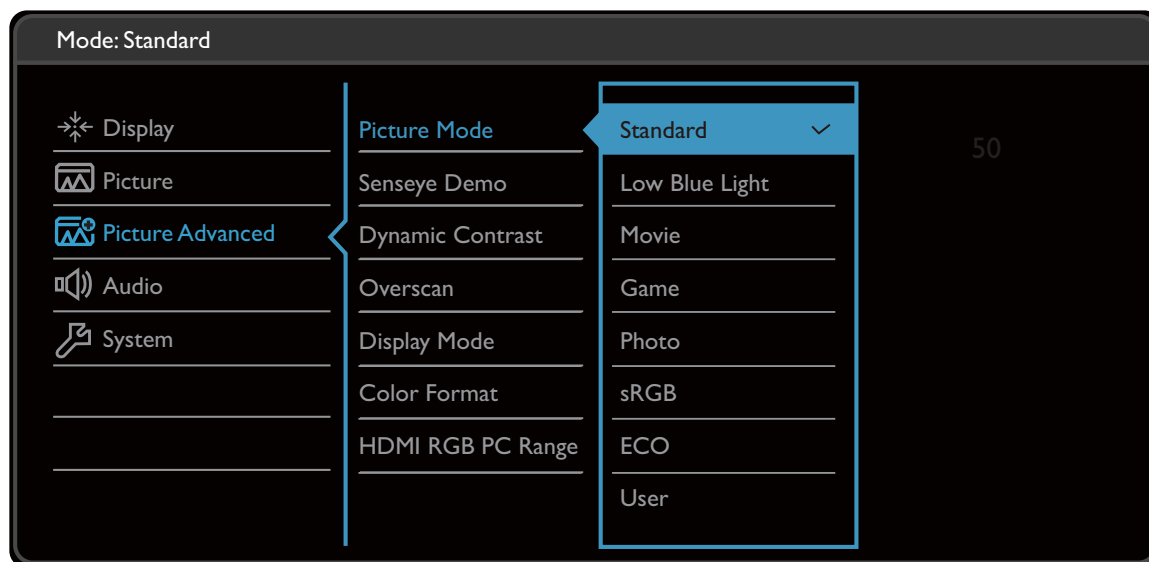 Mode: Standard
Display
Picture
Picture Advanced
Audio
System
Picture Mode
Senseye Demo
Dynamic Contrast
Overscan
Display Mode
Color Format
HDMI RGB PC Range
Standard
Low Blue Light
Movie
Game
Photo
sRGB
ECO
User
50